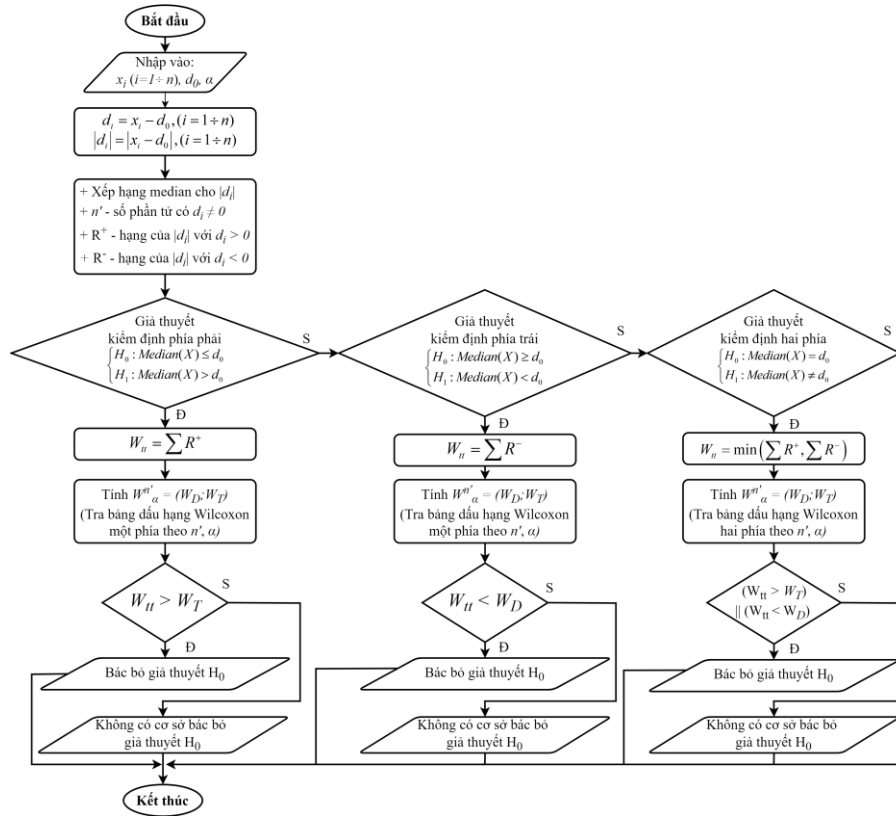 Bắt đầu
Nhập vào:
x_i (i=1÷ n), d_0, α
d_i = x_i − d_0, (i = 1÷ n)
|d_i| = |x_i − d_0|, (i = 1÷ n)
+ Xếp hạng median cho |d_i|
+ n' - số phần tử có d_i ≠ 0
+ R⁺ - hạng của |d_i| với d_i > 0
+ R⁻ - hạng của |d_i| với d_i < 0
Giả thuyết
kiểm định phía phải
H_0 : Median(X) ≤ d_0
H_1 : Median(X) > d_0
S
Đ
Giả thuyết
kiểm định phía trái
H_0 : Median(X) ≥ d_0
H_1 : Median(X) < d_0
S
Đ
Giả thuyết
kiểm định hai phía
H_0 : Median(X) = d_0
H_1 : Median(X) ≠ d_0
S
Đ
W_tt = ∑ R⁺
W_tt = ∑ R⁻
W_tt = min(∑ R⁺, ∑ R⁻)
Tính W^n'_α = (W_D; W_T)
(Tra bảng dấu hạng Wilcoxon
một phía theo n', α)
Tính W^n'_α = (W_D; W_T)
(Tra bảng dấu hạng Wilcoxon
một phía theo n', α)
Tính W^n'_α = (W_D; W_T)
(Tra bảng dấu hạng Wilcoxon
hai phía theo n', α)
W_tt > W_T
S
Đ
W_tt < W_D
S
Đ
(W_tt > W_T)
|| (W_tt < W_D)
S
Đ
Bác bỏ giả thuyết H_0
Bác bỏ giả thuyết H_0
Bác bỏ giả thuyết H_0
Không có cơ sở bác bỏ
giả thuyết H_0
Không có cơ sở bác bỏ
giả thuyết H_0
Không có cơ sở bác bỏ
giả thuyết H_0
Kết thúc